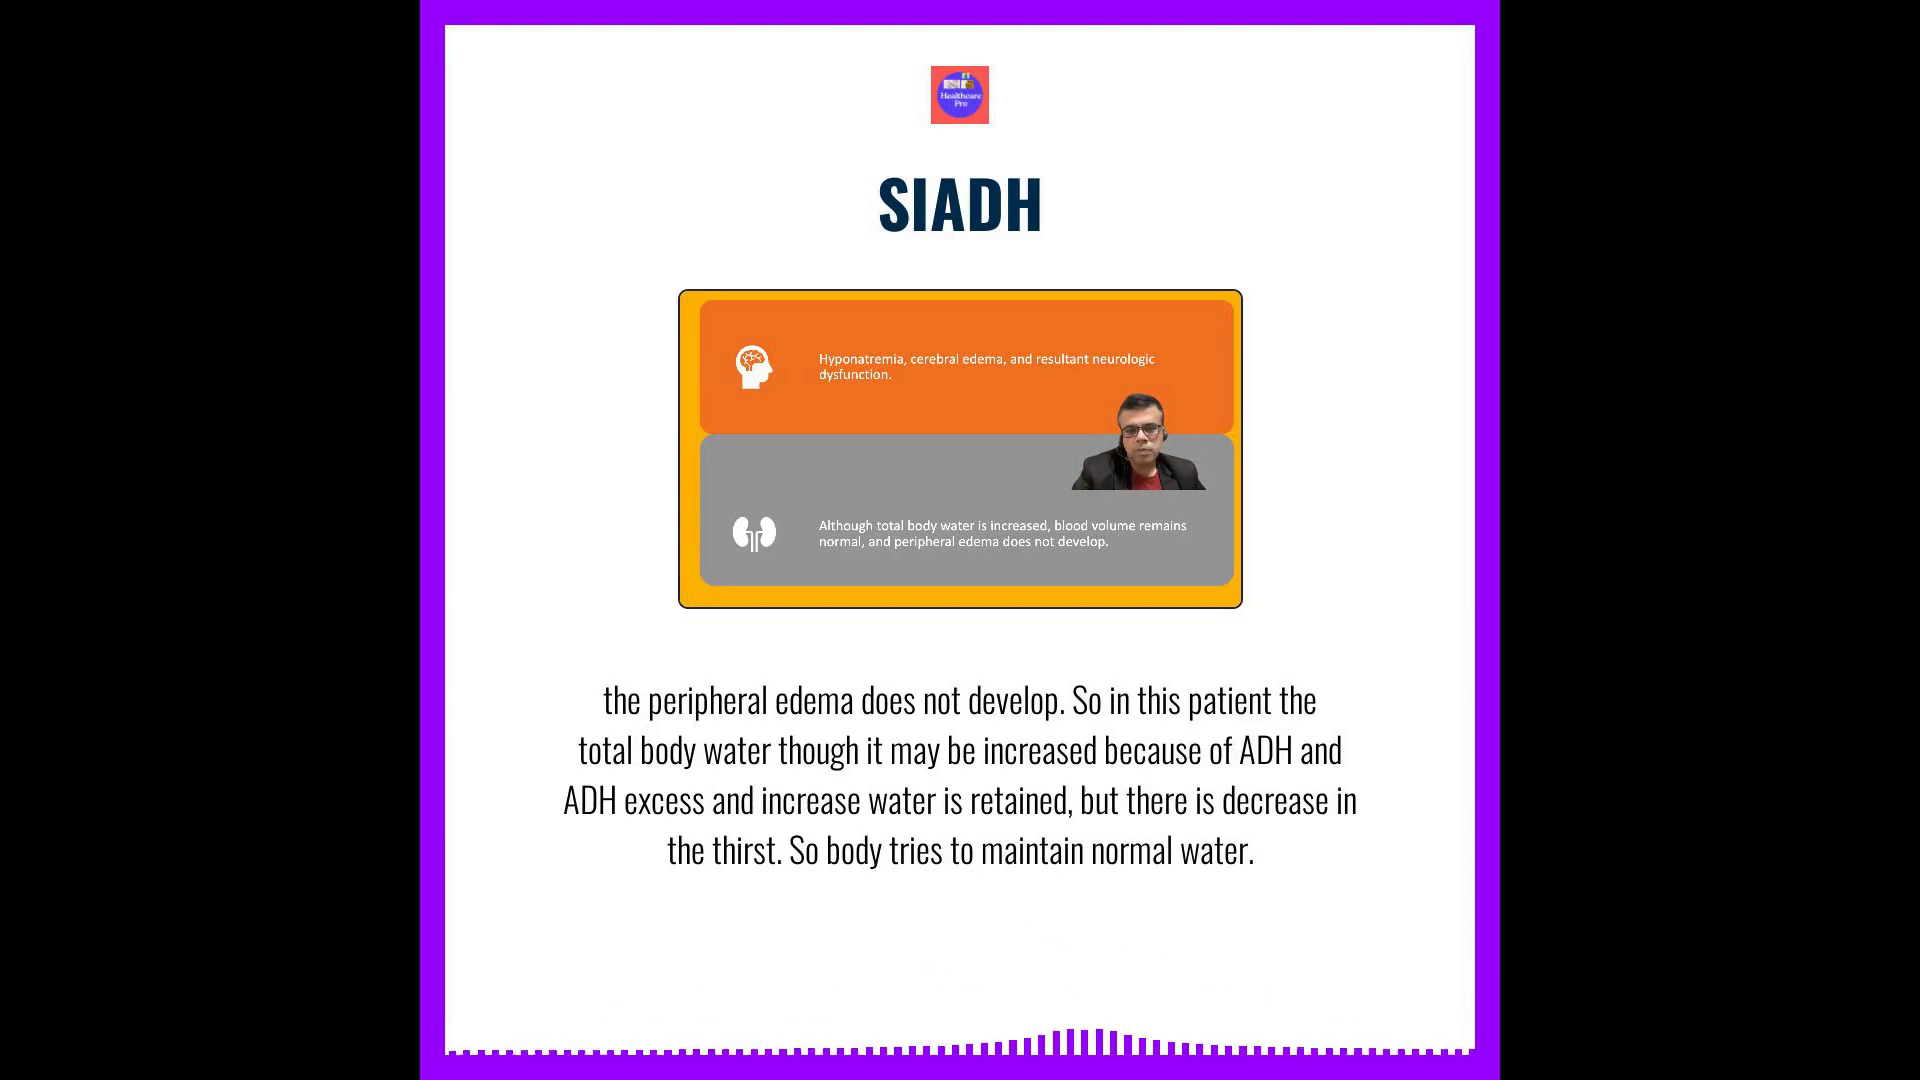 Healthcare
Pro
SIADH
Hyponatremia, cerebral edema, and resultant neurologic
dysfunction.
Although total body water is increased, blood volume remains
normal, and peripheral edema does not develop.
the peripheral edema does not develop. So in this patient the
total body water though it may be increased because of ADH and
ADH excess and increase water is retained, but there is decrease in
the thirst. So body tries to maintain normal water.